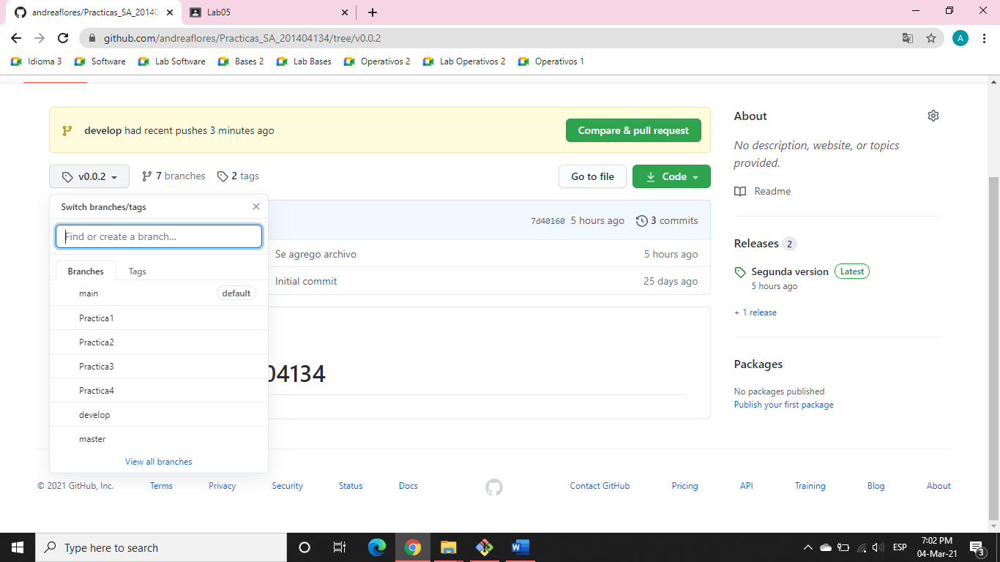 andreaflores/Practicas_SA_20140
Lab05
github.com/andreaflores/Practicas_SA_201404134/tree/v0.0.2
A
Idioma 3
Software
Lab Software
Bases 2
Lab Bases
Operativos 2
Lab Operativos 2
Operativos 1
develop had recent pushes 3 minutes ago
Compare & pull request
v0.0.2
7 branches
2 tags
Go to file
Code
Switch branches/tags
Find or create a branch...
Branches
Tags
main
default
Practica1
Practica2
Practica3
Practica4
develop
master
View all branches
7d40160 5 hours ago
3 commits
Se agrego archivo
5 hours ago
Initial commit
25 days ago
04134
About
No description, website, or topics
provided.
Readme
Releases 2
Segunda version
Latest
5 hours ago
+ 1 release
Packages
No packages published
Publish your first package
© 2021 GitHub, Inc.
Terms
Privacy
Security
Status
Docs
Contact GitHub
Pricing
API
Training
Blog
About
Type here to search
ESP
7:02 PM
04-Mar-21
3